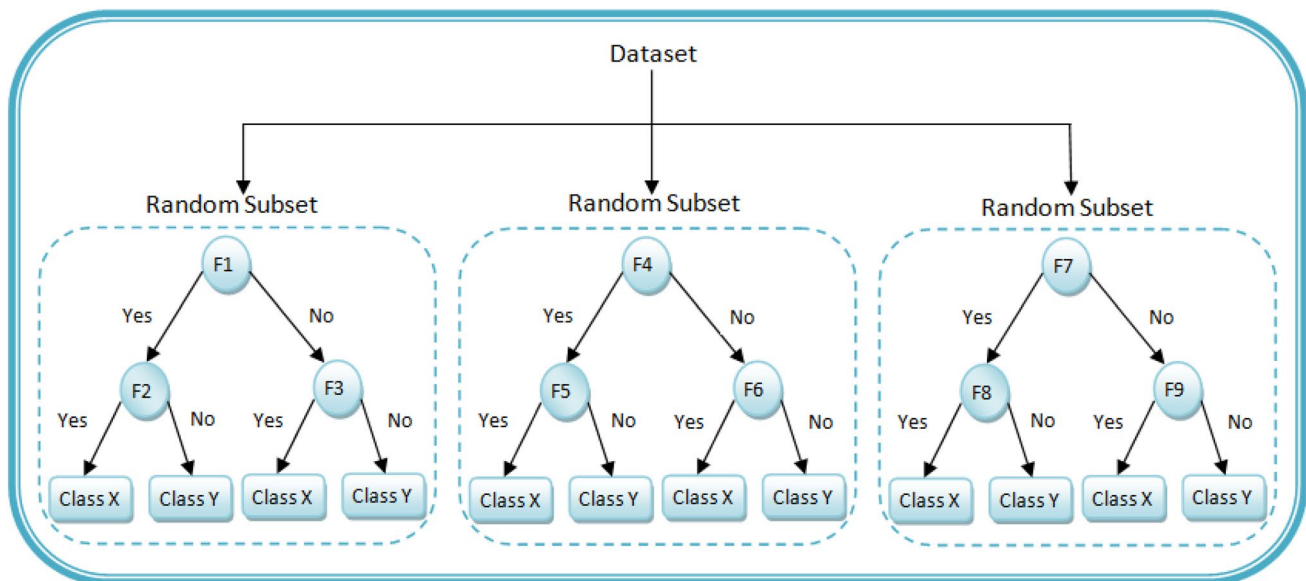 Dataset
Random Subset
Random Subset
Random Subset
F1
F4
F7
Yes
No
Yes
No
Yes
No
F2
F3
F5
F6
F8
F9
Yes
No
Yes
No
Yes
No
Yes
No
Yes
No
Yes
No
Class X
Class Y
Class X
Class Y
Class X
Class Y
Class X
Class Y
Class X
Class Y
Class X
Class Y